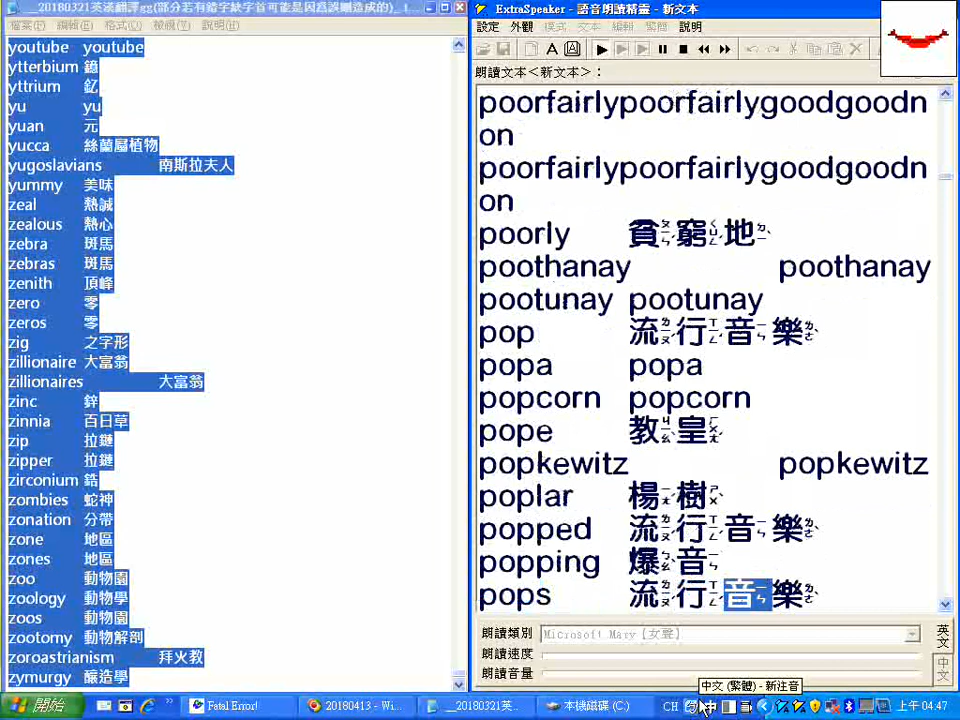 __20180321英漢翻譯gg(部分若有錯字缺字首可能是因為誤刪造成的)_
檔案(F) 編輯(E) 格式(O) 檢視(V) 說明(H)
youtube youtube
ytterbium 鐿
yttrium 釔
yu yu
yuan 元
yucca 絲蘭屬植物
yugoslavians 南斯拉夫人
yummy 美味
zeal 熱誠
zealous 熱心
zebra 斑馬
zebras 斑馬
zenith 頂峰
zero 零
zeros 零
zig 之字形
zillionaire 大富翁
zillionaires 大富翁
zinc 鋅
zinnia 百日草
zip 拉鏈
zipper 拉鏈
zirconium 鋯
zombies 蛇神
zonation 分帶
zone 地區
zones 地區
zoo 動物園
zoology 動物學
zoos 動物園
zootomy 動物解剖
zoroastrianism 拜火教
zymurgy 釀造學
ExtraSpeaker - 語音朗讀精靈 - 新文本
設定 外觀 模式 文本 編輯 繁簡 說明
朗讀文本＜新文本＞：
poorfairlypoorfairlygoodgoodn
on
poorfairlypoorfairlygoodgoodn
on
poorly 貧窮地
poothanay poothanay
pootunay pootunay
pop 流行音樂
popa popa
popcorn popcorn
pope 教皇
popkewitz popkewitz
poplar 楊樹
popped 流行音樂
popping 爆音
pops 流行音樂
朗讀類別 Microsoft Mary [女聲]
朗讀速度
朗讀音量
英文
中文
中文 (繁體) - 新注音
開始 Fatal Error! 20180413 - Wi... __20180321英... 本機磁碟 (C:) CH 上午 04:47